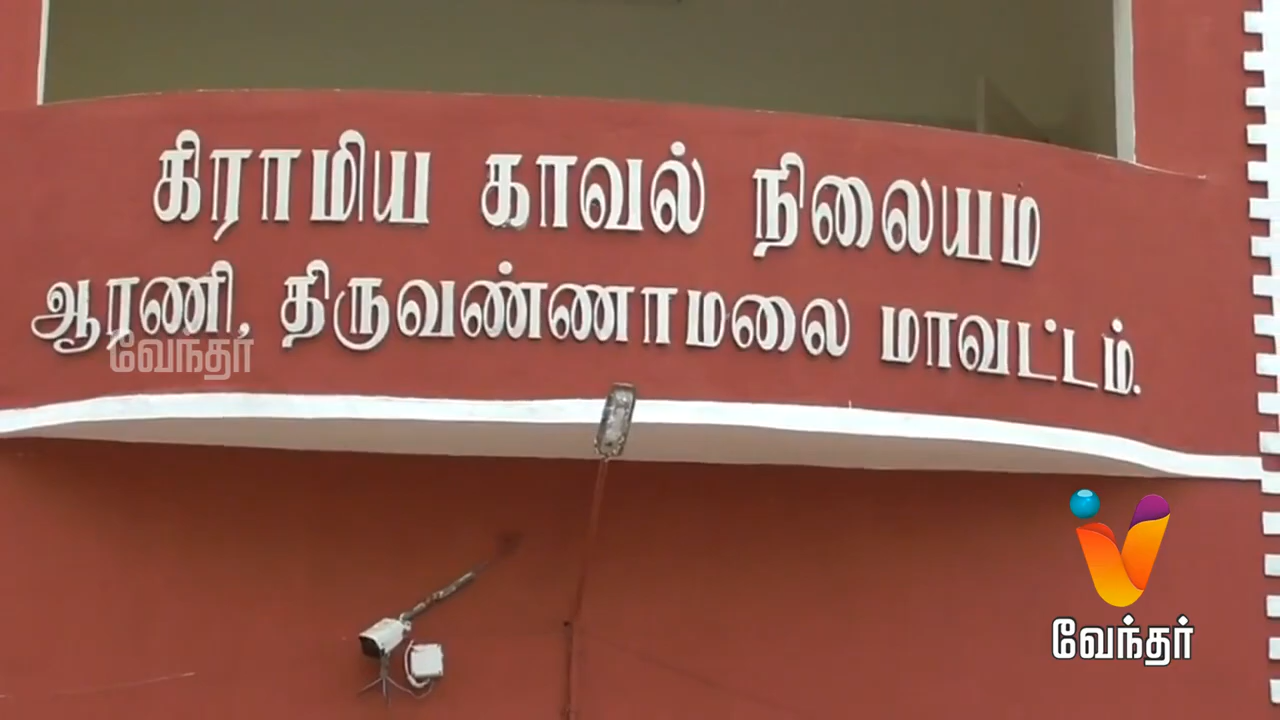 கிராமிய காவல் நிலையம
ஆரணி, திருவண்ணாமலை மாவட்டம்.
வேந்தர்
வேந்தர்